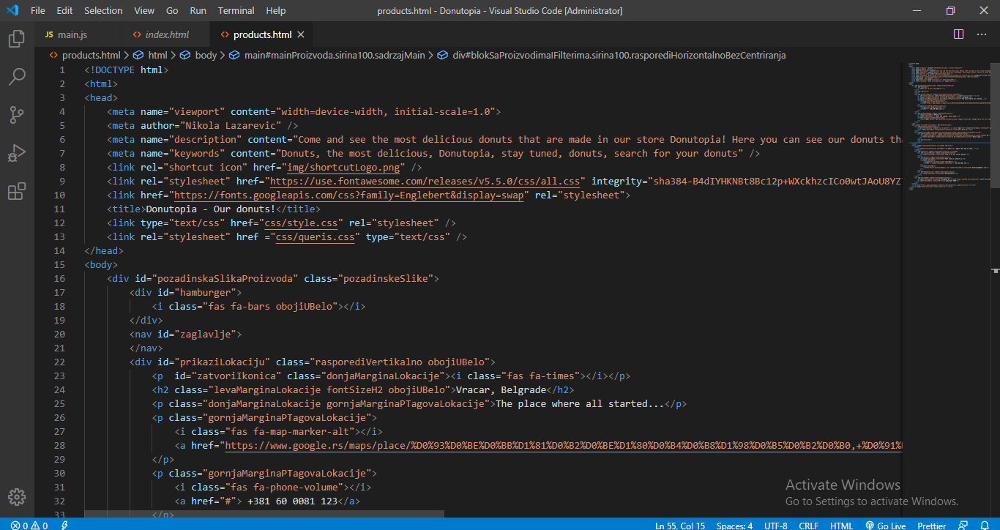 File Edit Selection View Go Run Terminal Help products.html - Donutopia - Visual Studio Code [Administrator]
JS main.js <> index.html <> products.html
<> products.html > html > body > main#mainProizvoda.sirina100.sadrzajMain > div#blokSaProizvodimaIFilterima.sirina100.rasporediHorizontalnoBezCentriranja
1 <!DOCTYPE html>
2 <html>
3 <head>
4 <meta name="viewport" content="width=device-width, initial-scale=1.0">
5 <meta author="Nikola Lazarevic" />
6 <meta name="description" content="Come and see the most delicious donuts that are made in our store Donutopia! Here you can see our donuts
7 <meta name="keywords" content="Donuts, the most delicious, Donutopia, stay tuned, donuts, search for your donuts" />
8 <link rel="shortcut icon" href="img/shortcutLogo.png" />
9 <link rel="stylesheet" href="https://use.fontawesome.com/releases/v5.5.0/css/all.css" integrity="sha384-B4dIYHKNBt8Bc12p+WXckhzcICo0wtJAoU8YZ
10 <link href="https://fonts.googleapis.com/css?family=Englebert&display=swap" rel="stylesheet">
11 <title>Donutopia - Our donuts!</title>
12 <link type="text/css" href="css/style.css" rel="stylesheet" />
13 <link rel="stylesheet" href ="css/queris.css" type="text/css" />
14 </head>
15 <body>
16 <div id="pozadinskaSlikaProizvoda" class="pozadinskeSlike">
17 <div id="hamburger">
18 <i class="fas fa-bars obojiUBelo"></i>
19 </div>
20 <nav id="zaglavlje">
21 </nav>
22 <div id="prikaziLokaciju" class="rasporediVertikalno obojiUBelo">
23 <p  id="zatvoriIkonica" class="donjaMarginaLokacije"><i class="fas fa-times"></i></p>
24 <h2 class="levaMarginaLokacije fontSizeH2 obojiUBelo">Vracar, Belgrade</h2>
25 <p class="donjaMarginaLokacije gornjaMarginaPTagovaLokacije">The place where all started...</p>
26 <p class="gornjaMarginaPTagovaLokacije">
27 <i class="fas fa-map-marker-alt"></i>
28 <a href="https://www.google.rs/maps/place/%D0%93%D0%BE%D0%BB%D1%81%D0%B2%D0%BE%D1%80%D0%B4%D0%B8%D1%98%D0%B5%D0%B2%D0%B0,+%D0%91%
29 </p>
30 <p class="gornjaMarginaPTagovaLokacije">
31 <i class="fas fa-phone-volume"></i>
32 <a href="#"> +381 60 0081 123</a>
33 </p>
Activate Windows
Go to Settings to activate Windows.
0 0 Ln 55, Col 15 Spaces: 4 UTF-8 CRLF HTML Go Live Prettier